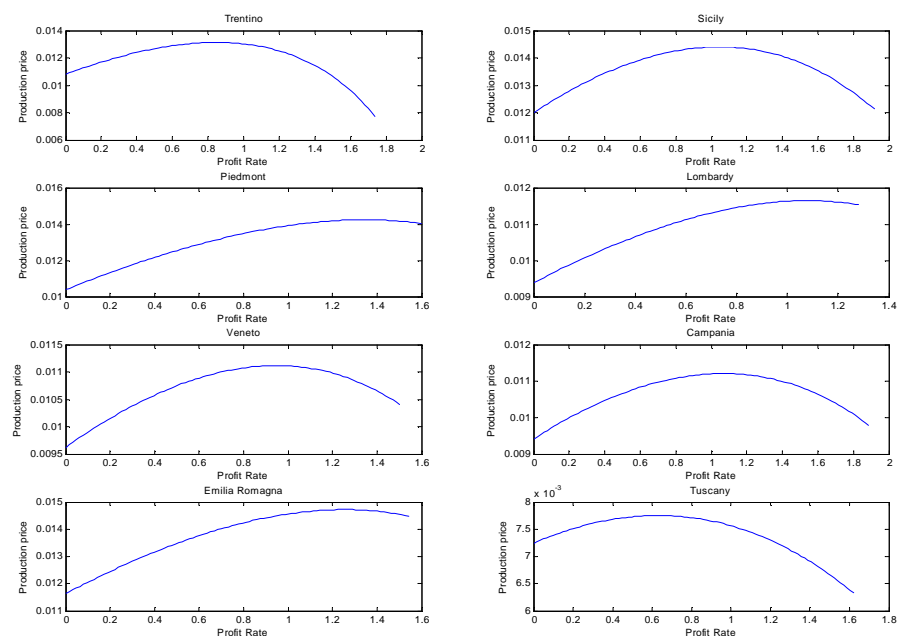 Trentino
Production price
0.014
0.012
0.01
0.008
0.006
0 0.2 0.4 0.6 0.8 1 1.2 1.4 1.6 1.8 2
Profit Rate
Sicily
Production price
0.015
0.014
0.013
0.012
0.011
0 0.2 0.4 0.6 0.8 1 1.2 1.4 1.6 1.8 2
Profit Rate
Piedmont
Production price
0.016
0.014
0.012
0.01
0 0.2 0.4 0.6 0.8 1 1.2 1.4 1.6
Profit Rate
Lombardy
Production price
0.012
0.011
0.01
0.009
0 0.2 0.4 0.6 0.8 1 1.2 1.4
Profit Rate
Veneto
Production price
0.0115
0.011
0.0105
0.01
0.0095
0 0.2 0.4 0.6 0.8 1 1.2 1.4 1.6
Profit Rate
Campania
Production price
0.012
0.011
0.01
0.009
0 0.2 0.4 0.6 0.8 1 1.2 1.4 1.6 1.8 2
Profit Rate
Emilia Romagna
Production price
0.015
0.014
0.013
0.012
0.011
0 0.2 0.4 0.6 0.8 1 1.2 1.4 1.6
Profit Rate
Tuscany
x 10^-3
Production price
8
7.5
7
6.5
6
0 0.2 0.4 0.6 0.8 1 1.2 1.4 1.6 1.8
Profit Rate